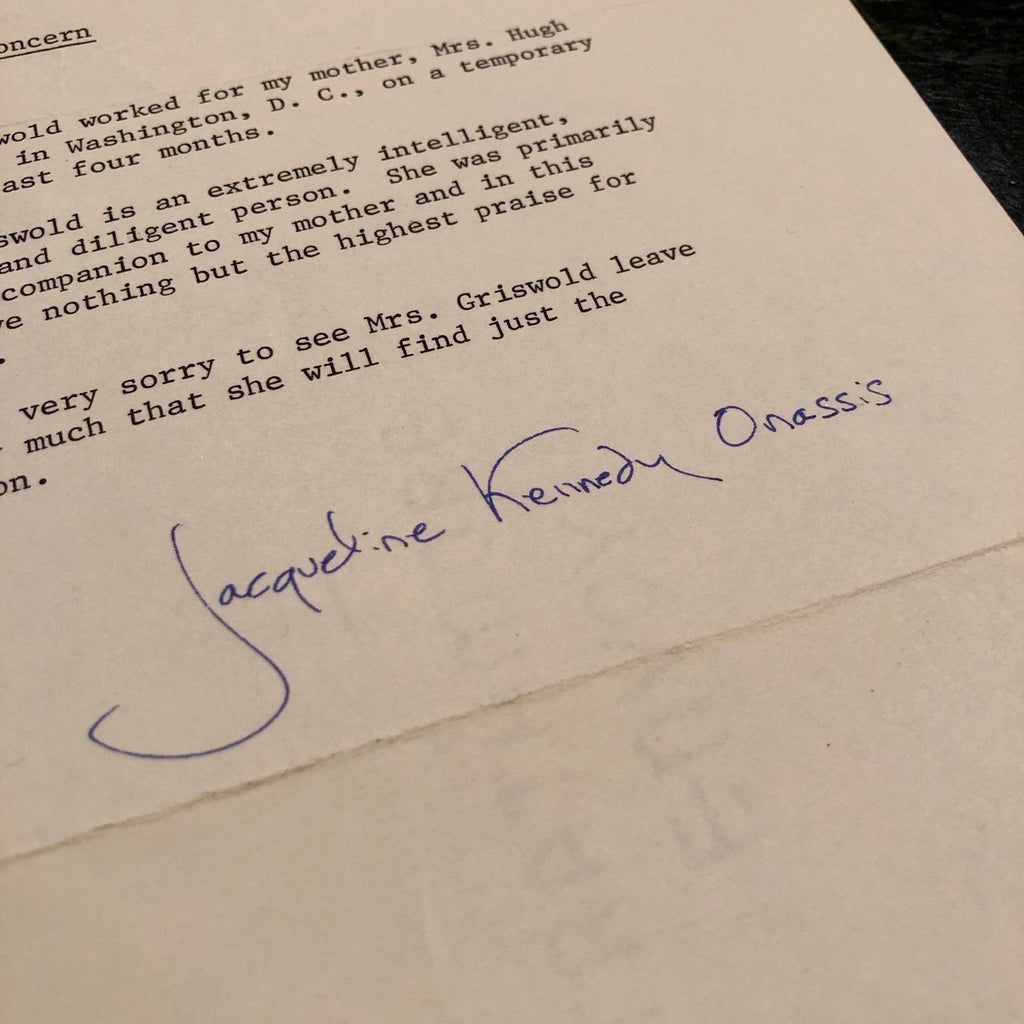 oncern
wold worked for my mother, Mrs. Hugh
in Washington, D. C., on a temporary
ast four months.
swold is an extremely intelligent,
and diligent person. She was primarily
companion to my mother and in this
ve nothing but the highest praise for
.
very sorry to see Mrs. Griswold leave
much that she will find just the
on.
Jacqueline Kennedy Onassis